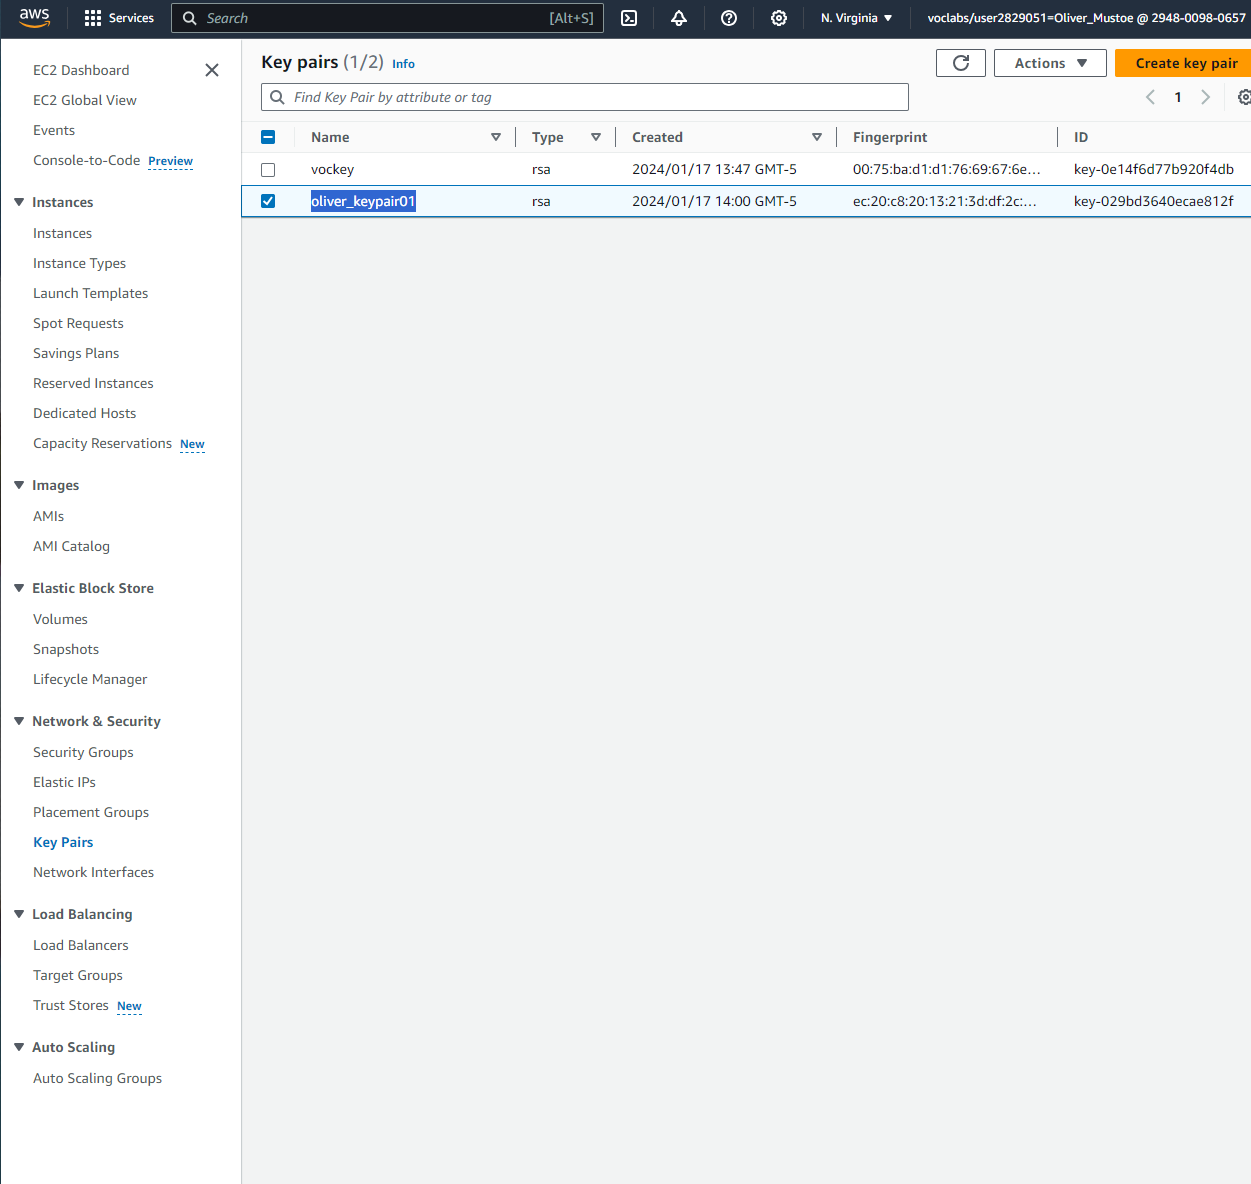 aws Services Search [Alt+S] N. Virginia voclabs/user2829051=Oliver_Mustoe @ 2948-0098-0657
EC2 Dashboard
EC2 Global View
Events
Console-to-Code Preview
Instances
Instances
Instance Types
Launch Templates
Spot Requests
Savings Plans
Reserved Instances
Dedicated Hosts
Capacity Reservations New
Images
AMIs
AMI Catalog
Elastic Block Store
Volumes
Snapshots
Lifecycle Manager
Network & Security
Security Groups
Elastic IPs
Placement Groups
Key Pairs
Network Interfaces
Load Balancing
Load Balancers
Target Groups
Trust Stores New
Auto Scaling
Auto Scaling Groups
Key pairs (1/2) Info Actions Create key pair
Find Key Pair by attribute or tag 1
Name Type Created Fingerprint ID
vockey rsa 2024/01/17 13:47 GMT-5 00:75:ba:d1:d1:76:69:67:6e... key-0e14f6d77b920f4db
oliver_keypair01 rsa 2024/01/17 14:00 GMT-5 ec:20:c8:20:13:21:3d:df:2c:... key-029bd3640ecae812f